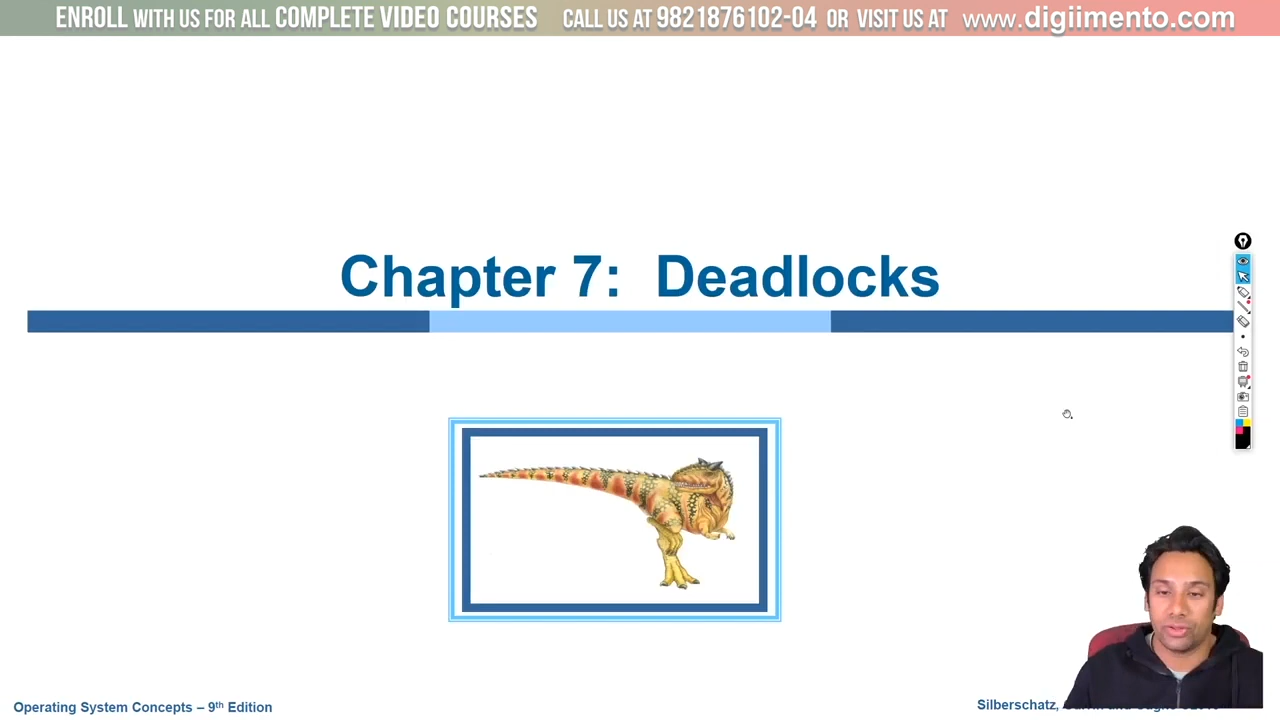 ENROLL WITH US FOR ALL COMPLETE VIDEO COURSES CALL US AT 9821876102-04 OR VISIT US AT www.digiimento.com
Chapter 7: Deadlocks
Operating System Concepts – 9th Edition
Silberschatz,